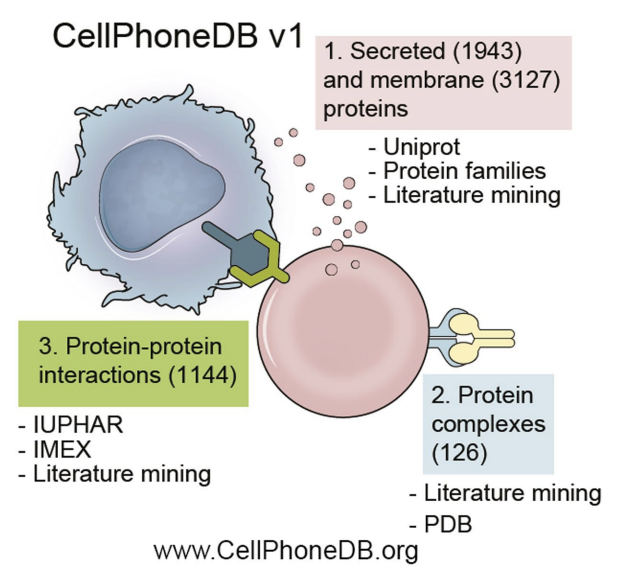 CellPhoneDB v1
1. Secreted (1943)
and membrane (3127)
proteins
- Uniprot
- Protein families
- Literature mining
3. Protein-protein
interactions (1144)
- IUPHAR
- IMEX
- Literature mining
2. Protein
complexes
(126)
- Literature mining
- PDB
www.CellPhoneDB.org